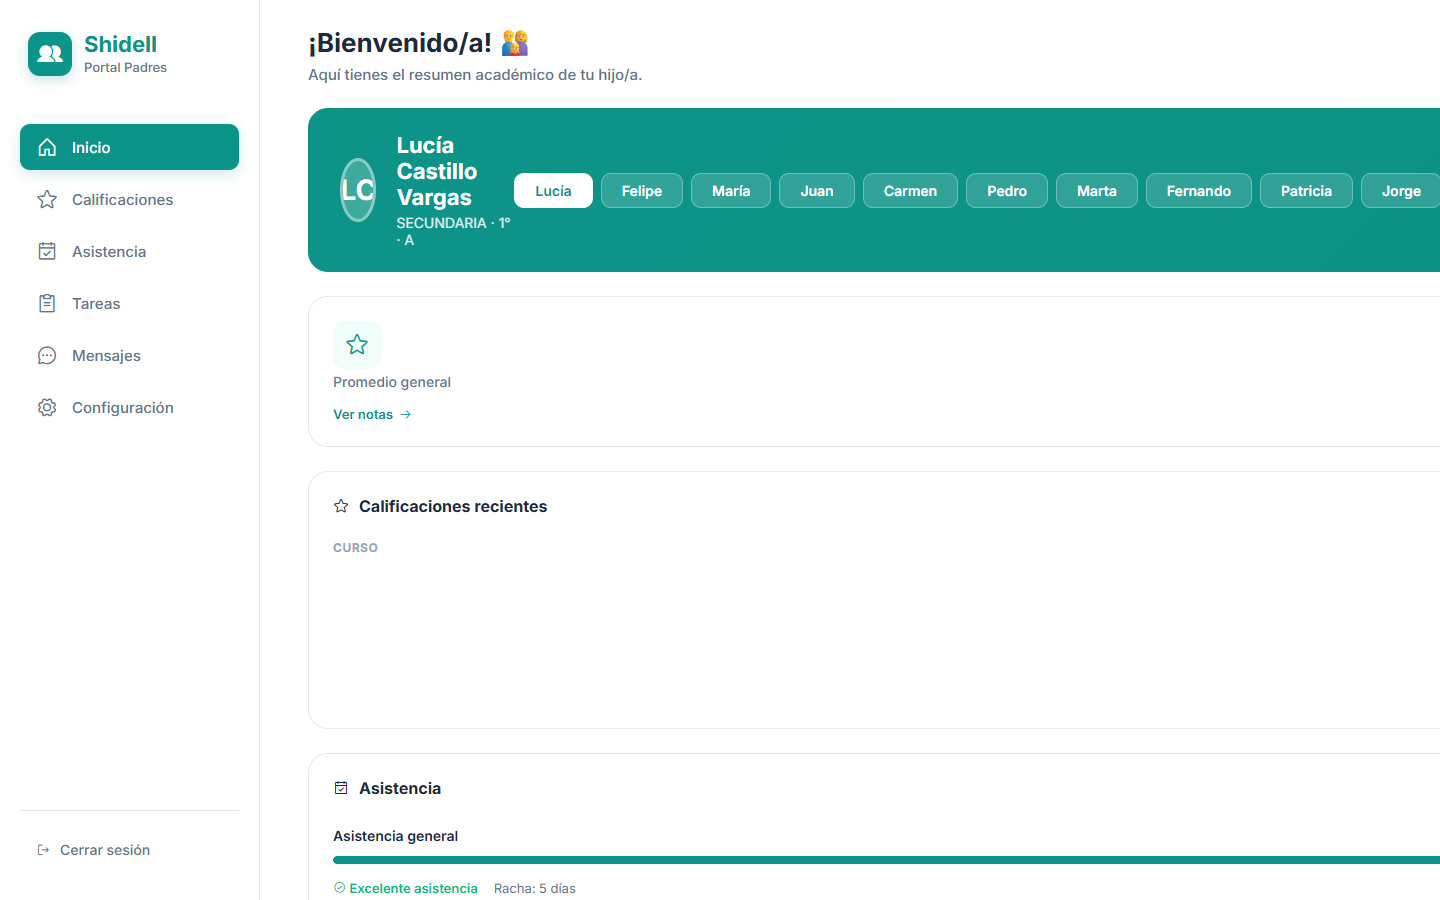 Shidell
Portal Padres
Inicio
Calificaciones
Asistencia
Tareas
Mensajes
Configuración
Cerrar sesión
¡Bienvenido/a!
Aquí tienes el resumen académico de tu hijo/a.
LC
Lucía
Castillo
Vargas
SECUNDARIA · 1°
· A
Lucía
Felipe
María
Juan
Carmen
Pedro
Marta
Fernando
Patricia
Jorge
Promedio general
Ver notas →
Calificaciones recientes
CURSO
Asistencia
Asistencia general
Excelente asistencia
Racha: 5 días